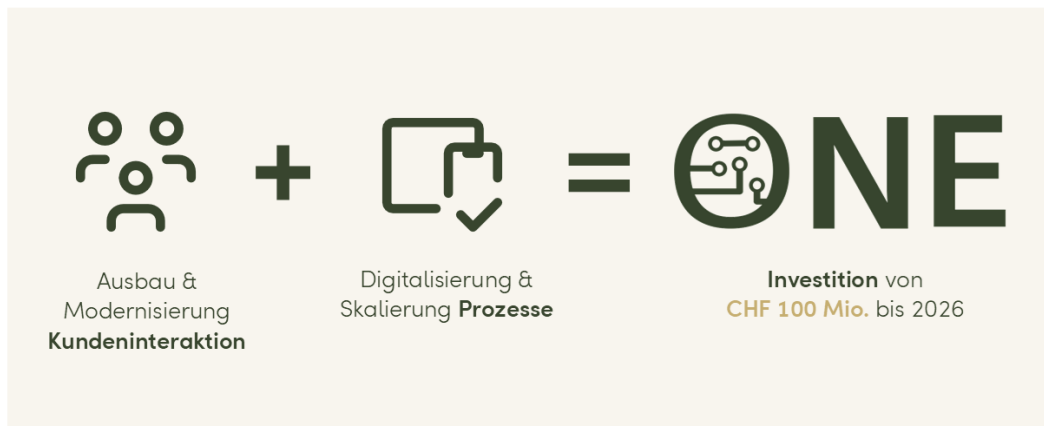 +
=
ONE
Ausbau &
Modernisierung
Kundeninteraktion
Digitalisierung &
Skalierung Prozesse
Investition von
CHF 100 Mio. bis 2026